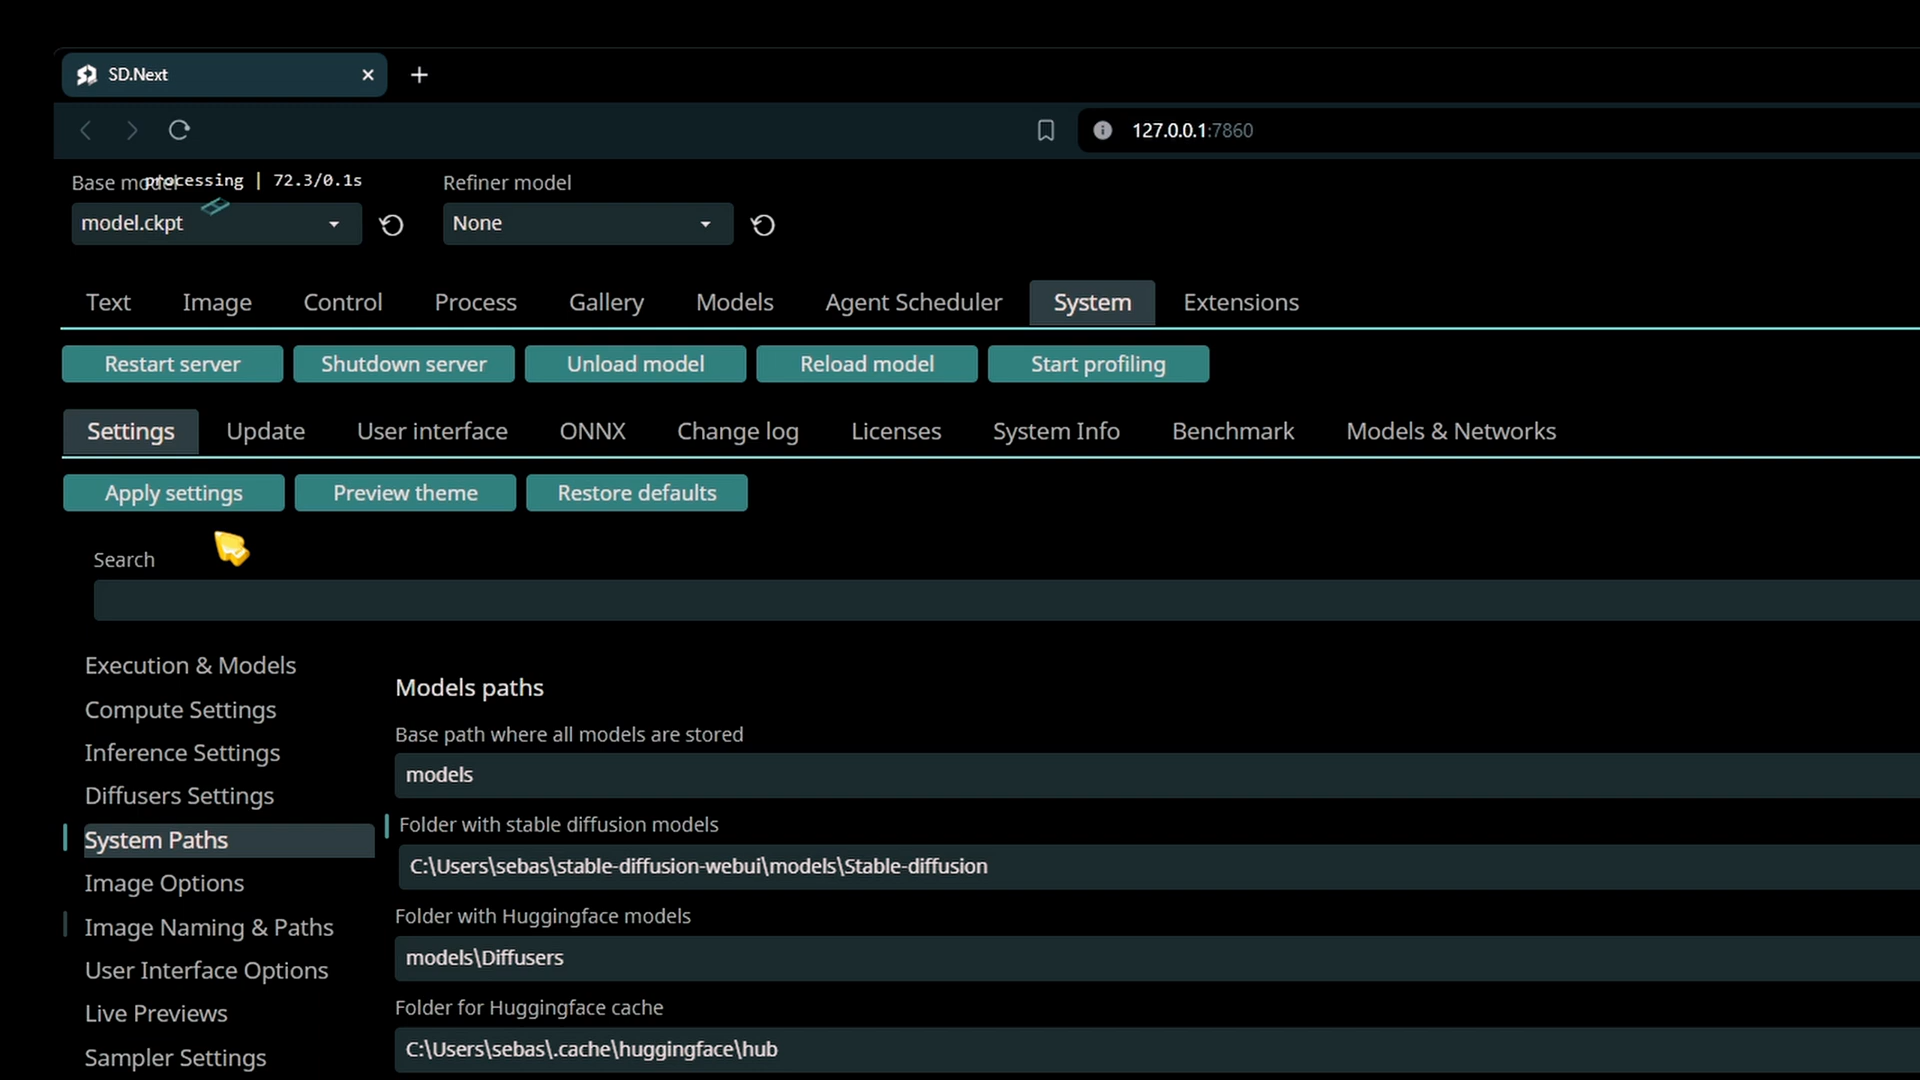 SD.Next
127.0.0.1:7860
Base model processing | 72.3/0.1s
Refiner model
model.ckpt
None
Text Image Control Process Gallery Models Agent Scheduler System Extensions
Restart server Shutdown server Unload model Reload model Start profiling
Settings Update User interface ONNX Change log Licenses System Info Benchmark Models & Networks
Apply settings Preview theme Restore defaults
Search
Execution & Models
Compute Settings
Inference Settings
Diffusers Settings
System Paths
Image Options
Image Naming & Paths
User Interface Options
Live Previews
Sampler Settings
Models paths
Base path where all models are stored
models
Folder with stable diffusion models
C:\Users\sebas\stable-diffusion-webui\models\Stable-diffusion
Folder with Huggingface models
models\Diffusers
Folder for Huggingface cache
C:\Users\sebas\.cache\huggingface\hub